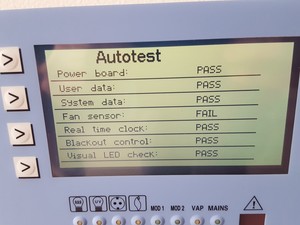 Autotest
Power board: PASS
User data: PASS
System data: PASS
Fan sensor: FAIL
Real time clock: PASS
Blackout control: PASS
Visual LED check: PASS
MOD 1 MOD 2 VAP MAINS